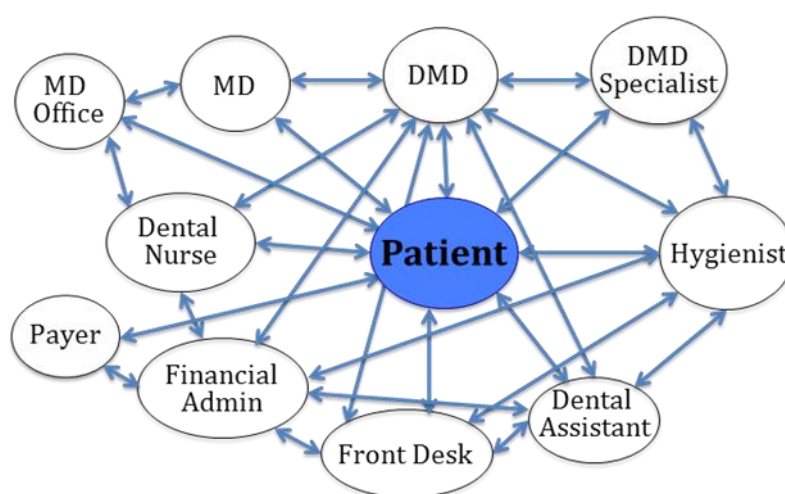 MD
Office
MD
DMD
DMD
Specialist
Dental
Nurse
Patient
Hygienist
Payer
Financial
Admin
Front Desk
Dental
Assistant